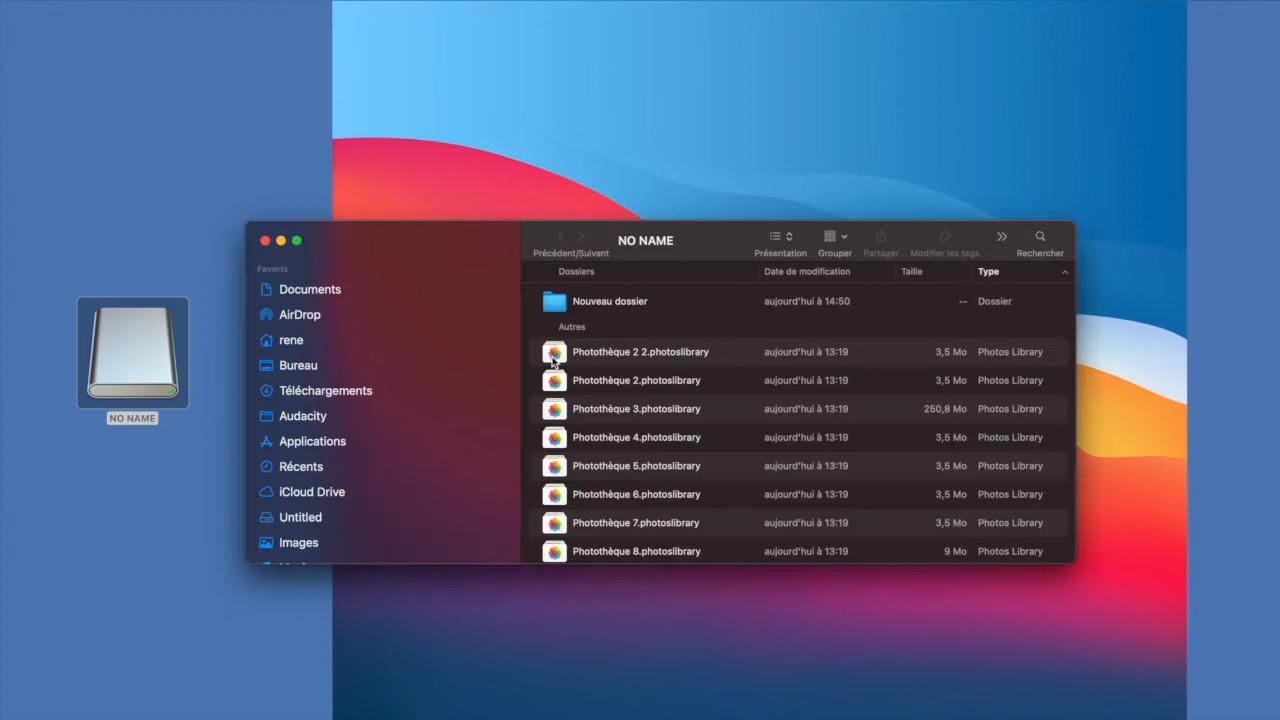 NO NAME
Précédent/Suivant
Présentation
Grouper
Partager
Modifier les tags
Rechercher
Favoris
Documents
AirDrop
rene
Bureau
Téléchargements
Audacity
Applications
Récents
iCloud Drive
Untitled
Images
Dossiers Date de modification Taille Type
Nouveau dossier aujourd'hui à 14:50 -- Dossier
Autres
Photothèque 2 2.photoslibrary aujourd'hui à 13:19 3,5 Mo Photos Library
Photothèque 2.photoslibrary aujourd'hui à 13:19 3,5 Mo Photos Library
Photothèque 3.photoslibrary aujourd'hui à 13:19 250,8 Mo Photos Library
Photothèque 4.photoslibrary aujourd'hui à 13:19 3,5 Mo Photos Library
Photothèque 5.photoslibrary aujourd'hui à 13:19 3,5 Mo Photos Library
Photothèque 6.photoslibrary aujourd'hui à 13:19 3,5 Mo Photos Library
Photothèque 7.photoslibrary aujourd'hui à 13:19 3,5 Mo Photos Library
Photothèque 8.photoslibrary aujourd'hui à 13:19 9 Mo Photos Library
NO NAME